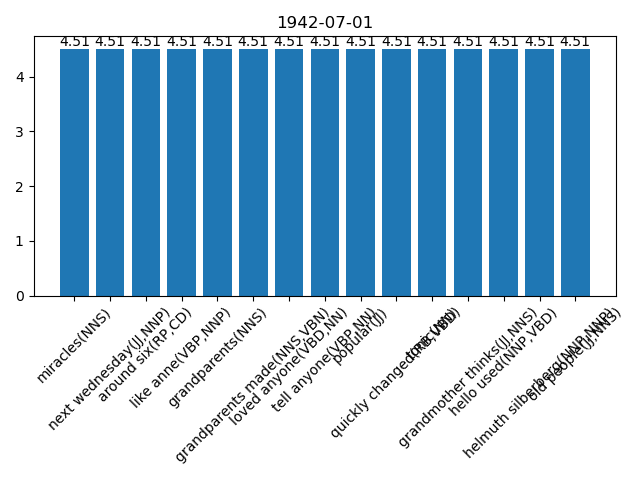 1942-07-01
4.51 4.51 4.51 4.51 4.51 4.51 4.51 4.51 4.51 4.51 4.51 4.51 4.51 4.51 4.51
4
3
2
1
0
miracles(NNS)
next wednesday(JJ,NNP)
around six(RP,CD)
like anne(VBP,NNP)
grandparents(NNS)
grandparents made(NNS,VBN)
loved anyone(VBD,NN)
tell anyone(VBP,NN)
popular(JJ)
quickly changed(RB,VBD)
grandmother thinks(JJ,NNS)
hello used(NNP,VBD)
helmuth silberberg(NNP,NNP)
old people(JJ,NNS)